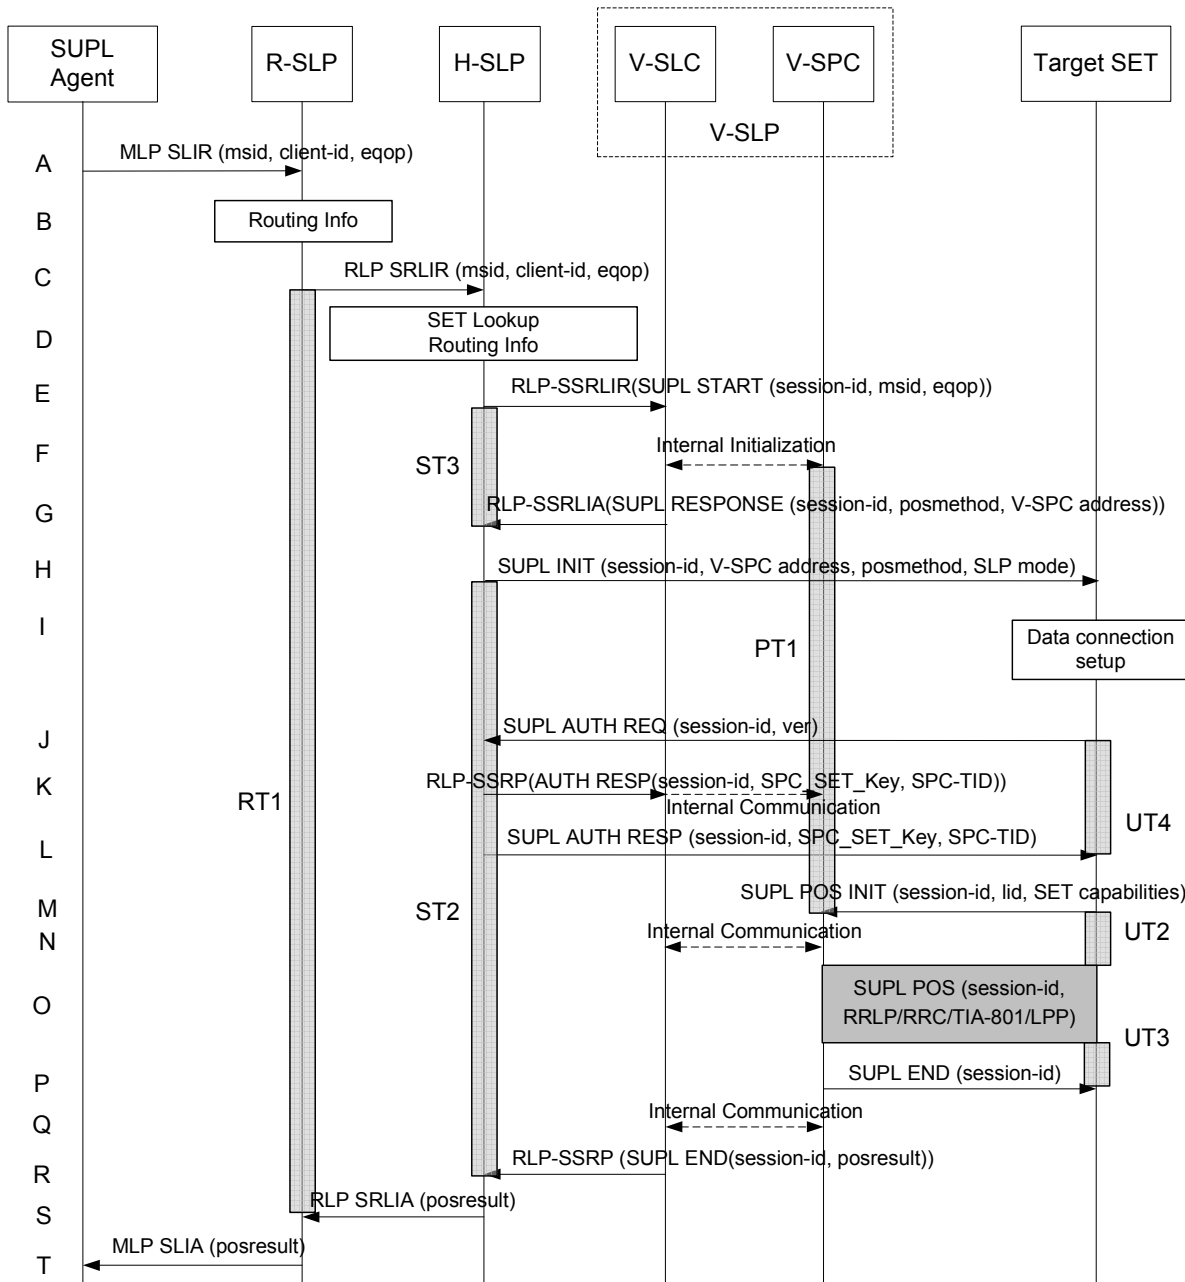 SUPL
Agent
R-SLP
H-SLP
V-SLC
V-SPC
Target SET
V-SLP
A
MLP SLIR (msid, client-id, eqop)
B
Routing Info
C
RLP SRLIR (msid, client-id, eqop)
D
SET Lookup
Routing Info
E
RLP-SSRLIR(SUPL START (session-id, msid, eqop))
F
ST3
Internal Initialization
G
RLP-SSRLIA(SUPL RESPONSE (session-id, posmethod, V-SPC address))
H
SUPL INIT (session-id, V-SPC address, posmethod, SLP mode)
I
PT1
Data connection
setup
J
SUPL AUTH REQ (session-id, ver)
K
RT1
RLP-SSRP(AUTH RESP(session-id, SPC_SET_Key, SPC-TID))
Internal Communication
UT4
L
SUPL AUTH RESP (session-id, SPC_SET_Key, SPC-TID)
M
ST2
SUPL POS INIT (session-id, lid, SET capabilities)
N
Internal Communication
UT2
O
SUPL POS (session-id,
RRLP/RRC/TIA-801/LPP)
UT3
P
SUPL END (session-id)
Q
Internal Communication
R
RLP-SSRP (SUPL END(session-id, posresult))
S
RLP SRLIA (posresult)
T
MLP SLIA (posresult)